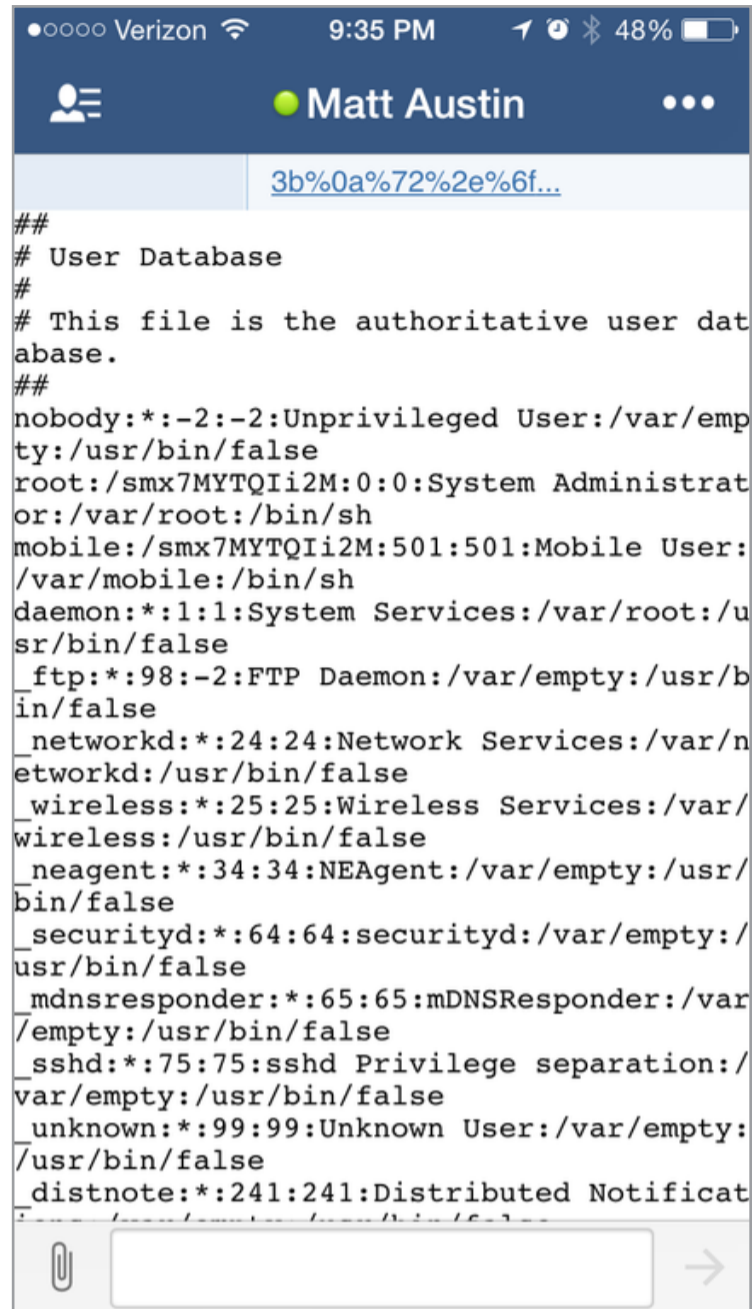 Verizon 9:35 PM 48%
Matt Austin
3b%0a%72%2e%6f...
##
# User Database
#
# This file is the authoritative user dat
abase.
##
nobody:*:-2:-2:Unprivileged User:/var/emp
ty:/usr/bin/false
root:/smx7MYTQIi2M:0:0:System Administrat
or:/var/root:/bin/sh
mobile:/smx7MYTQIi2M:501:501:Mobile User:
/var/mobile:/bin/sh
daemon:*:1:1:System Services:/var/root:/u
sr/bin/false
_ftp:*:98:-2:FTP Daemon:/var/empty:/usr/b
in/false
_networkd:*:24:24:Network Services:/var/n
etworkd:/usr/bin/false
_wireless:*:25:25:Wireless Services:/var/
wireless:/usr/bin/false
_neagent:*:34:34:NEAgent:/var/empty:/usr/
bin/false
_securityd:*:64:64:securityd:/var/empty:/
usr/bin/false
_mdnsresponder:*:65:65:mDNSResponder:/var
/empty:/usr/bin/false
_sshd:*:75:75:sshd Privilege separation:/
var/empty:/usr/bin/false
_unknown:*:99:99:Unknown User:/var/empty:
/usr/bin/false
_distnote:*:241:241:Distributed Notificat